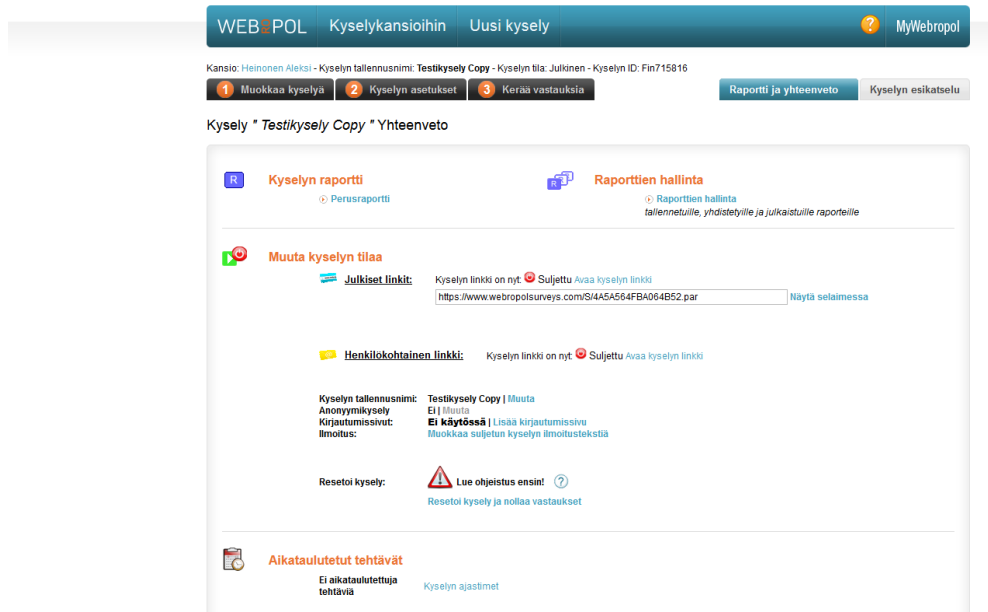 WEBROPOL Kyselykansioihin Uusi kysely ? MyWebropol
Kansio: Heinonen Aleksi - Kyselyn tallennusnimi: Testikysely Copy - Kyselyn tila: Julkinen - Kyselyn ID: Fin715816
1 Muokkaa kyselyä 2 Kyselyn asetukset 3 Kerää vastauksia Raportti ja yhteenveto Kyselyn esikatselu
Kysely " Testikysely Copy " Yhteenveto
R Kyselyn raportti R Raporttien hallinta
Perusraportti Raporttien hallinta
tallennetuille, yhdistetyille ja julkaistuille raporteille
Muuta kyselyn tilaa
Julkiset linkit: Kyselyn linkki on nyt: Suljettu Avaa kyselyn linkki
https://www.webropolsurveys.com/S/4A5A564FBA064B52.par Näytä selaimessa
Henkilökohtainen linkki: Kyselyn linkki on nyt: Suljettu Avaa kyselyn linkki
Kyselyn tallennusnimi: Testikysely Copy | Muuta
Anonyymikysely Ei | Muuta
Kirjautumissivut: Ei käytössä | Lisää kirjautumissivu
Ilmoitus: Muokkaa suljetun kyselyn ilmoitustekstiä
Resetoi kysely: Lue ohjeistus ensin! ?
Resetoi kysely ja nollaa vastaukset
Aikataulutetut tehtävät
Ei aikataulutettuja
tehtäviä Kyselyn ajastimet